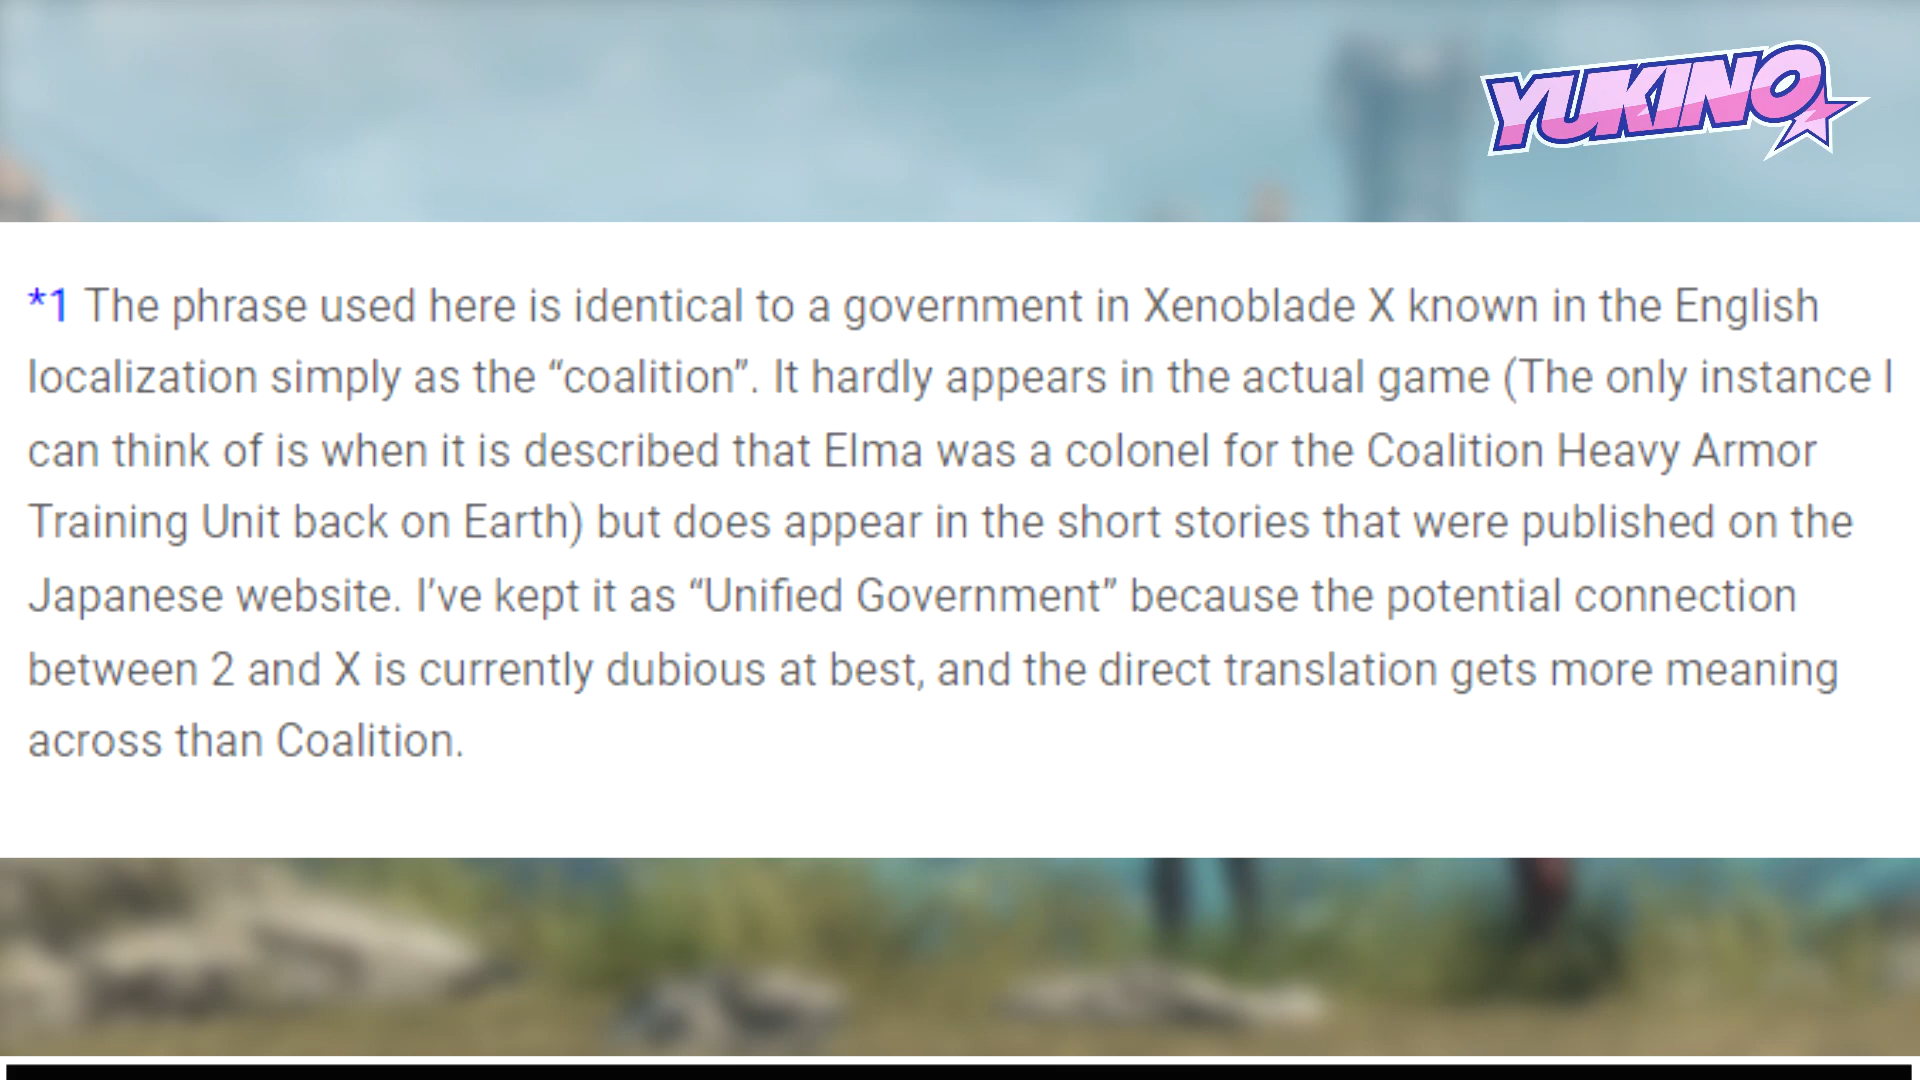 YUKINO
*1 The phrase used here is identical to a government in Xenoblade X known in the English
localization simply as the “coalition”. It hardly appears in the actual game (The only instance I
can think of is when it is described that Elma was a colonel for the Coalition Heavy Armor
Training Unit back on Earth) but does appear in the short stories that were published on the
Japanese website. I’ve kept it as “Unified Government” because the potential connection
between 2 and X is currently dubious at best, and the direct translation gets more meaning
across than Coalition.